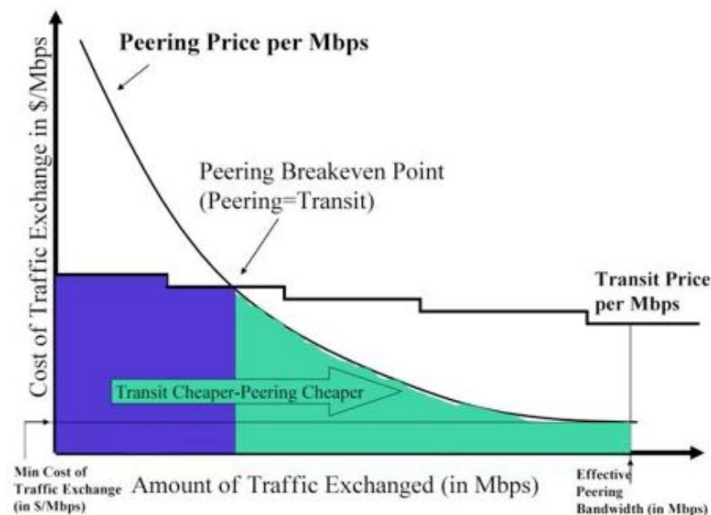 Cost of Traffic Exchange in $/Mbps
Peering Price per Mbps
Peering Breakeven Point
(Peering=Transit)
Transit Price
per Mbps
Transit Cheaper-Peering Cheaper
Min Cost of
Traffic Exchange
(in $/Mbps)
Amount of Traffic Exchanged (in Mbps)
Effective
Peering
Bandwidth (in Mbps)